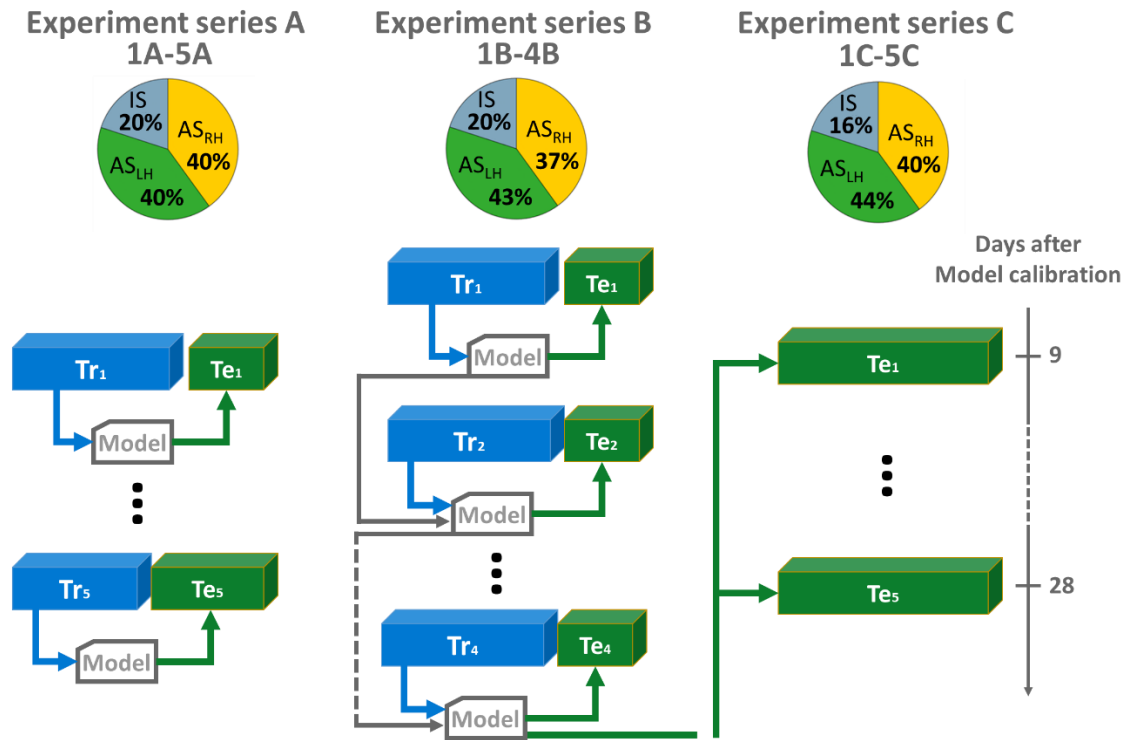 Experiment series A
1A-5A
IS
20%
AS_RH
40%
AS_LH
40%
Tr₁
Te₁
Model
Tr₅
Te₅
Model
Experiment series B
1B-4B
IS
20%
AS_RH
37%
AS_LH
43%
Tr₁
Te₁
Model
Tr₂
Te₂
Model
Tr₄
Te₄
Model
Experiment series C
1C-5C
IS
16%
AS_RH
40%
AS_LH
44%
Days after
Model calibration
Te₁
9
Te₅
28